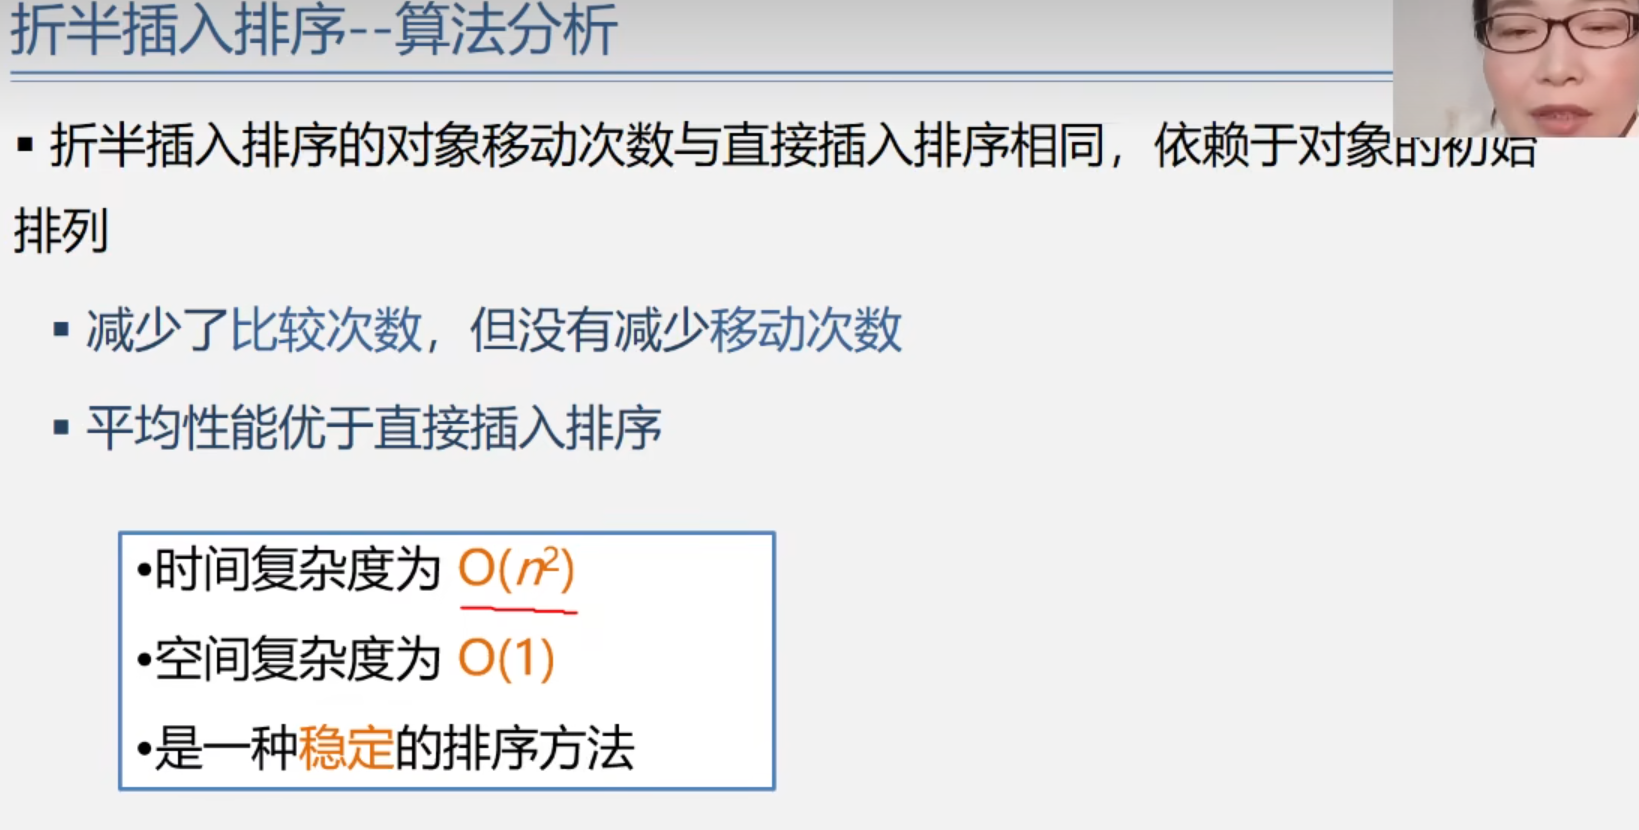 折半插入排序--算法分析
▪ 折半插入排序的对象移动次数与直接插入排序相同，依赖于对象的初始
排列
▪ 减少了比较次数，但没有减少移动次数
▪ 平均性能优于直接插入排序
•时间复杂度为 O(n²)
•空间复杂度为 O(1)
•是一种稳定的排序方法